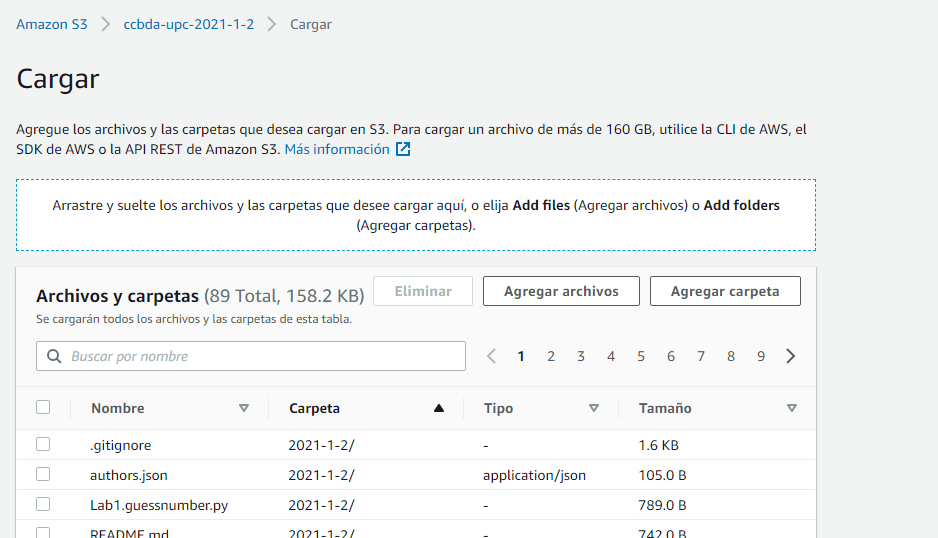 Amazon S3 > ccbda-upc-2021-1-2 > Cargar
Cargar
Agregue los archivos y las carpetas que desea cargar en S3. Para cargar un archivo de más de 160 GB, utilice la CLI de AWS, el
SDK de AWS o la API REST de Amazon S3. Más información
Arrastre y suelte los archivos y las carpetas que desee cargar aquí, o elija Add files (Agregar archivos) o Add folders
(Agregar carpetas).
Archivos y carpetas (89 Total, 158.2 KB) Eliminar Agregar archivos Agregar carpeta
Se cargarán todos los archivos y las carpetas de esta tabla.
Buscar por nombre 1 2 3 4 5 6 7 8 9
Nombre Carpeta Tipo Tamaño
.gitignore 2021-1-2/ - 1.6 KB
authors.json 2021-1-2/ application/json 105.0 B
Lab1.guessnumber.py 2021-1-2/ - 789.0 B
README.md 2021-1-2/ - 742.0 B